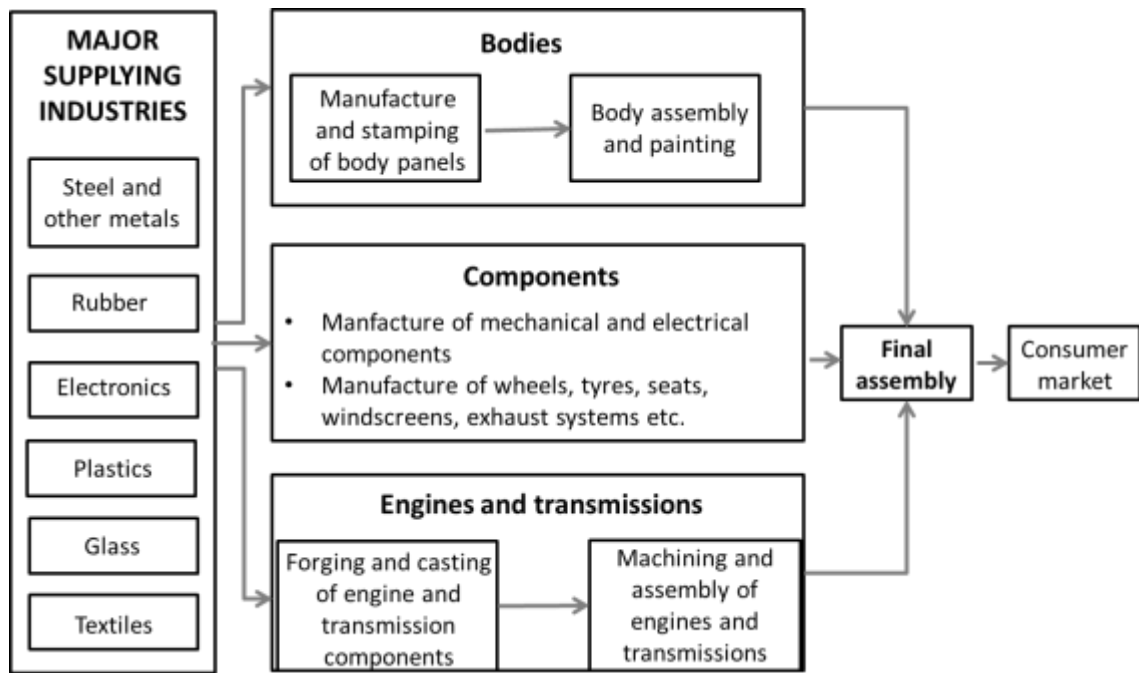 MAJOR
SUPPLYING
INDUSTRIES
Steel and
other metals
Rubber
Electronics
Plastics
Glass
Textiles
Bodies
Manufacture
and stamping
of body panels
Body assembly
and painting
Components
• Manfacture of mechanical and electrical
components
• Manufacture of wheels, tyres, seats,
windscreens, exhaust systems etc.
Engines and transmissions
Forging and casting
of engine and
transmission
components
Machining and
assembly of
engines and
transmissions
Final
assembly
Consumer
market